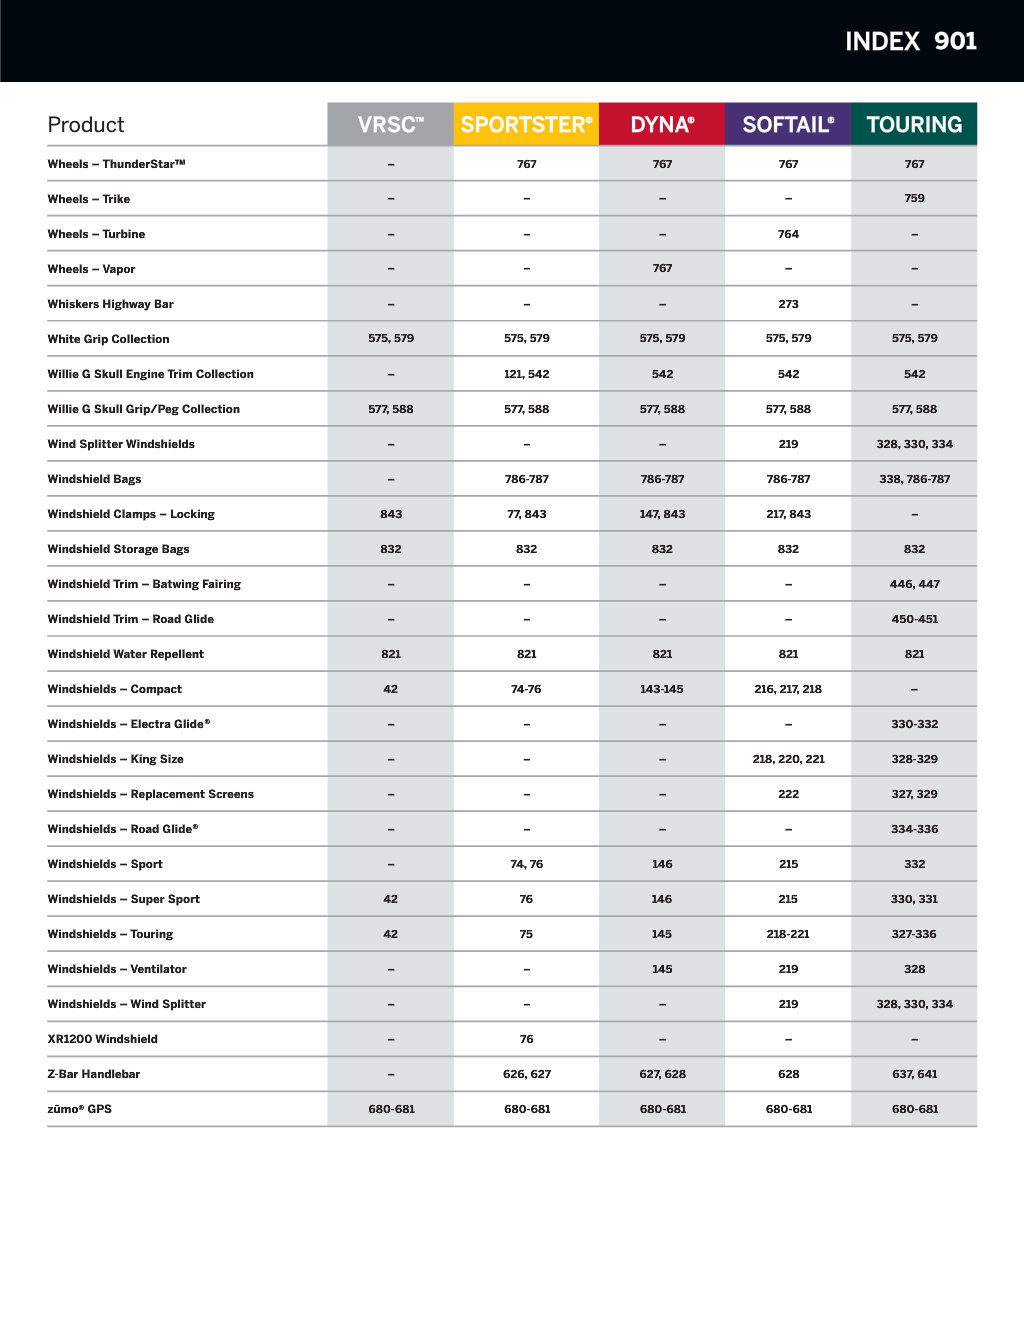 INDEX 901
Product VRSC™ SPORTSTER® DYNA® SOFTAIL® TOURING
Wheels – ThunderStar™ – 767 767 767 767
Wheels – Trike – – – – 759
Wheels – Turbine – – – 764 –
Wheels – Vapor – – 767 – –
Whiskers Highway Bar – – – 273 –
White Grip Collection 575, 579 575, 579 575, 579 575, 579 575, 579
Willie G Skull Engine Trim Collection – 121, 542 542 542 542
Willie G Skull Grip/Peg Collection 577, 588 577, 588 577, 588 577, 588 577, 588
Wind Splitter Windshields – – – 219 328, 330, 334
Windshield Bags – 786-787 786-787 786-787 338, 786-787
Windshield Clamps – Locking 843 77, 843 147, 843 217, 843 –
Windshield Storage Bags 832 832 832 832 832
Windshield Trim – Batwing Fairing – – – – 446, 447
Windshield Trim – Road Glide – – – – 450-451
Windshield Water Repellent 821 821 821 821 821
Windshields – Compact 42 74-76 143-145 216, 217, 218 –
Windshields – Electra Glide® – – – – 330-332
Windshields – King Size – – – 218, 220, 221 328-329
Windshields – Replacement Screens – – – 222 327, 329
Windshields – Road Glide® – – – – 334-336
Windshields – Sport – 74, 76 146 215 332
Windshields – Super Sport 42 76 146 215 330, 331
Windshields – Touring 42 75 145 218-221 327-336
Windshields – Ventilator – – 145 219 328
Windshields – Wind Splitter – – – 219 328, 330, 334
XR1200 Windshield – 76 – – –
Z-Bar Handlebar – 626, 627 627, 628 628 637, 641
zūmo® GPS 680-681 680-681 680-681 680-681 680-681